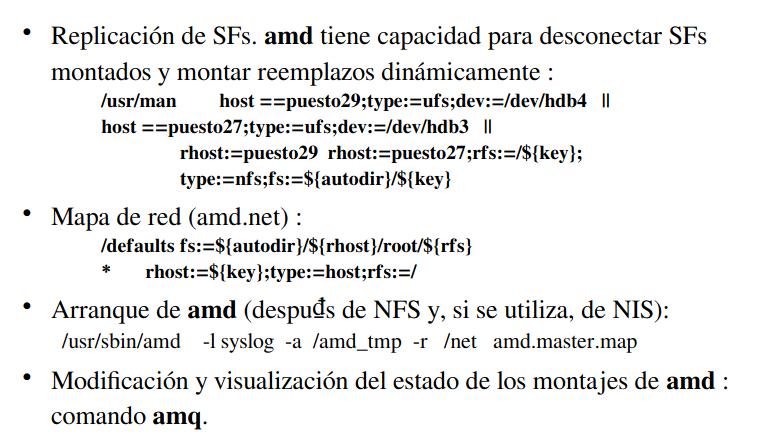 • Replicación de SFs. amd tiene capacidad para desconectar SFs
montados y montar reemplazos dinámicamente :
/usr/man host ==puesto29;type:=ufs;dev:=/dev/hdb4 ||
host ==puesto27;type:=ufs;dev:=/dev/hdb3 ||
rhost:=puesto29 rhost:=puesto27;rfs:=/${key};
type:=nfs;fs:=${autodir}/${key}
• Mapa de red (amd.net) :
/defaults fs:=${autodir}/${rhost}/root/${rfs}
* rhost:=${key};type:=host;rfs:=/
• Arranque de amd (despu₫s de NFS y, si se utiliza, de NIS):
/usr/sbin/amd -l syslog -a /amd_tmp -r /net amd.master.map
• Modificación y visualización del estado de los montajes de amd :
comando amq.